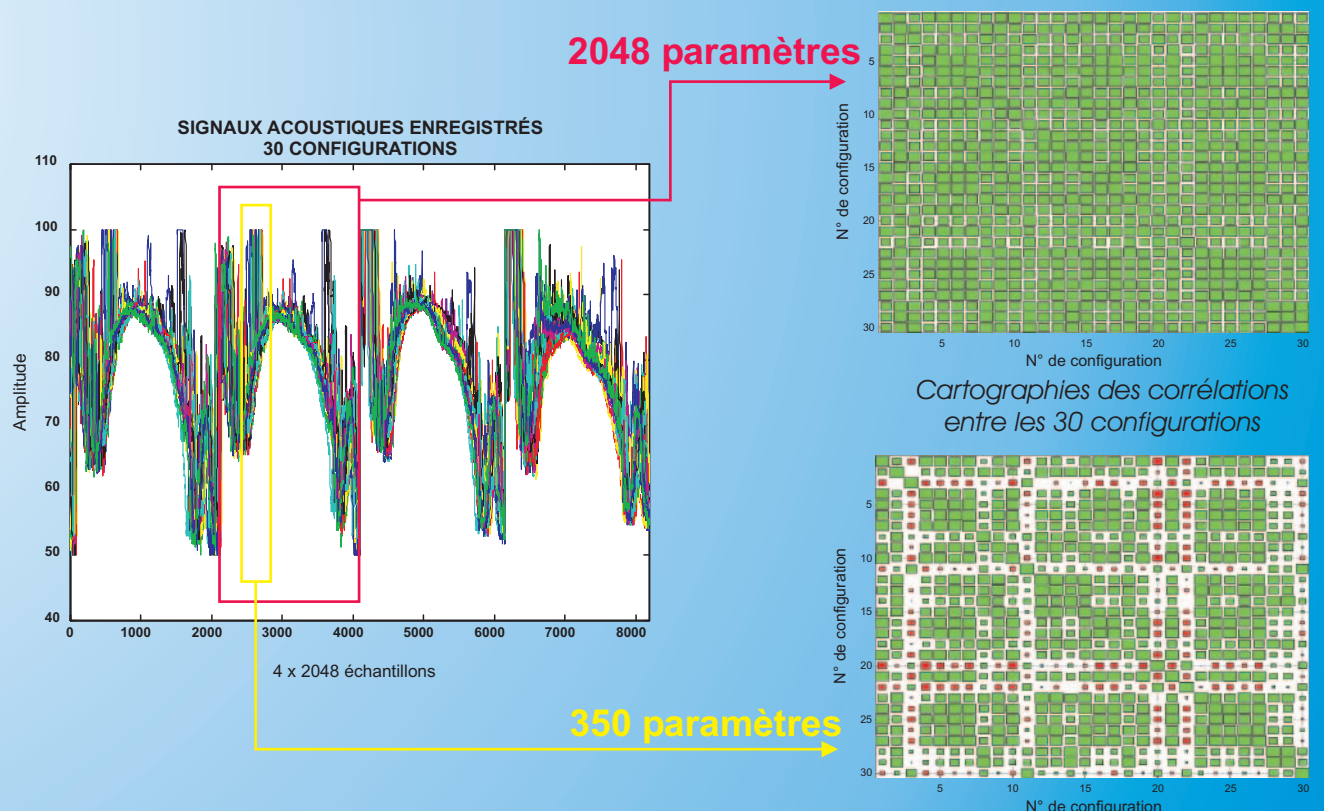 2048 paramètres
SIGNAUX ACOUSTIQUES ENREGISTRÉS
30 CONFIGURATIONS
110
100
90
80
70
60
50
40
Amplitude
0 1000 2000 3000 4000 5000 6000 7000 8000
4 x 2048 échantillons
350 paramètres
N° de configuration
5
10
15
20
25
30
5 10 15 20 25 30
N° de configuration
Cartographies des corrélations
entre les 30 configurations
N° de configuration
5
10
15
20
25
30
5 10 15 20 25 30
N° de configuration